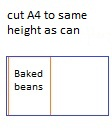 cut A4 to same
height as can
Baked
beans